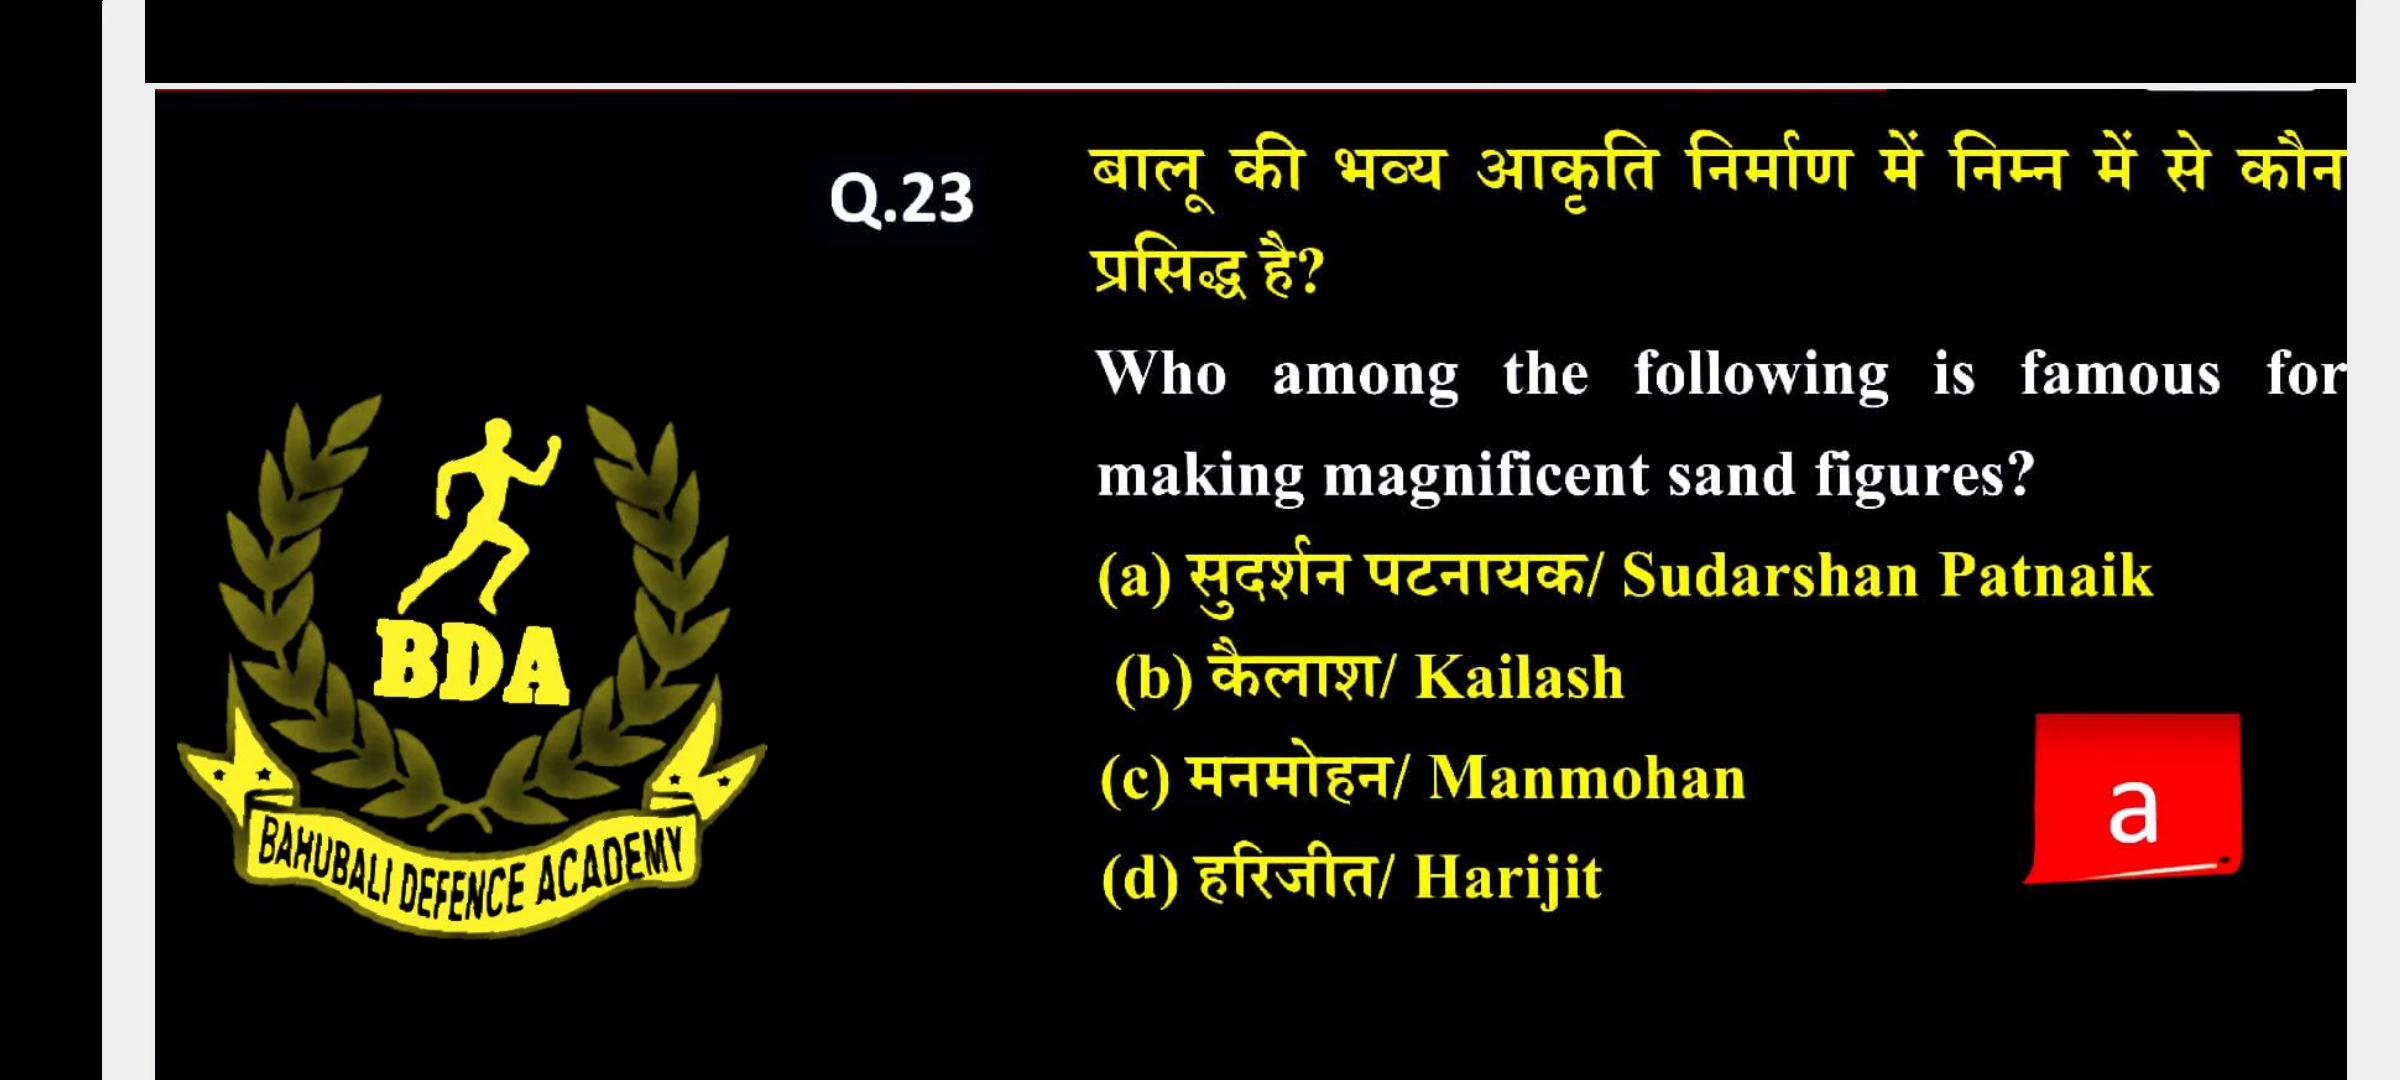 Q.23
बालू की भव्य आकृति निर्माण में निम्न में से कौन
प्रसिद्ध है?
Who among the following is famous for
making magnificent sand figures?
(a) सुदर्शन पटनायक/ Sudarshan Patnaik
(b) कैलाश/ Kailash
(c) मनमोहन/ Manmohan
(d) हरिजीत/ Harijit
a
BDA
BAHUBALI DEFENCE ACADEMY